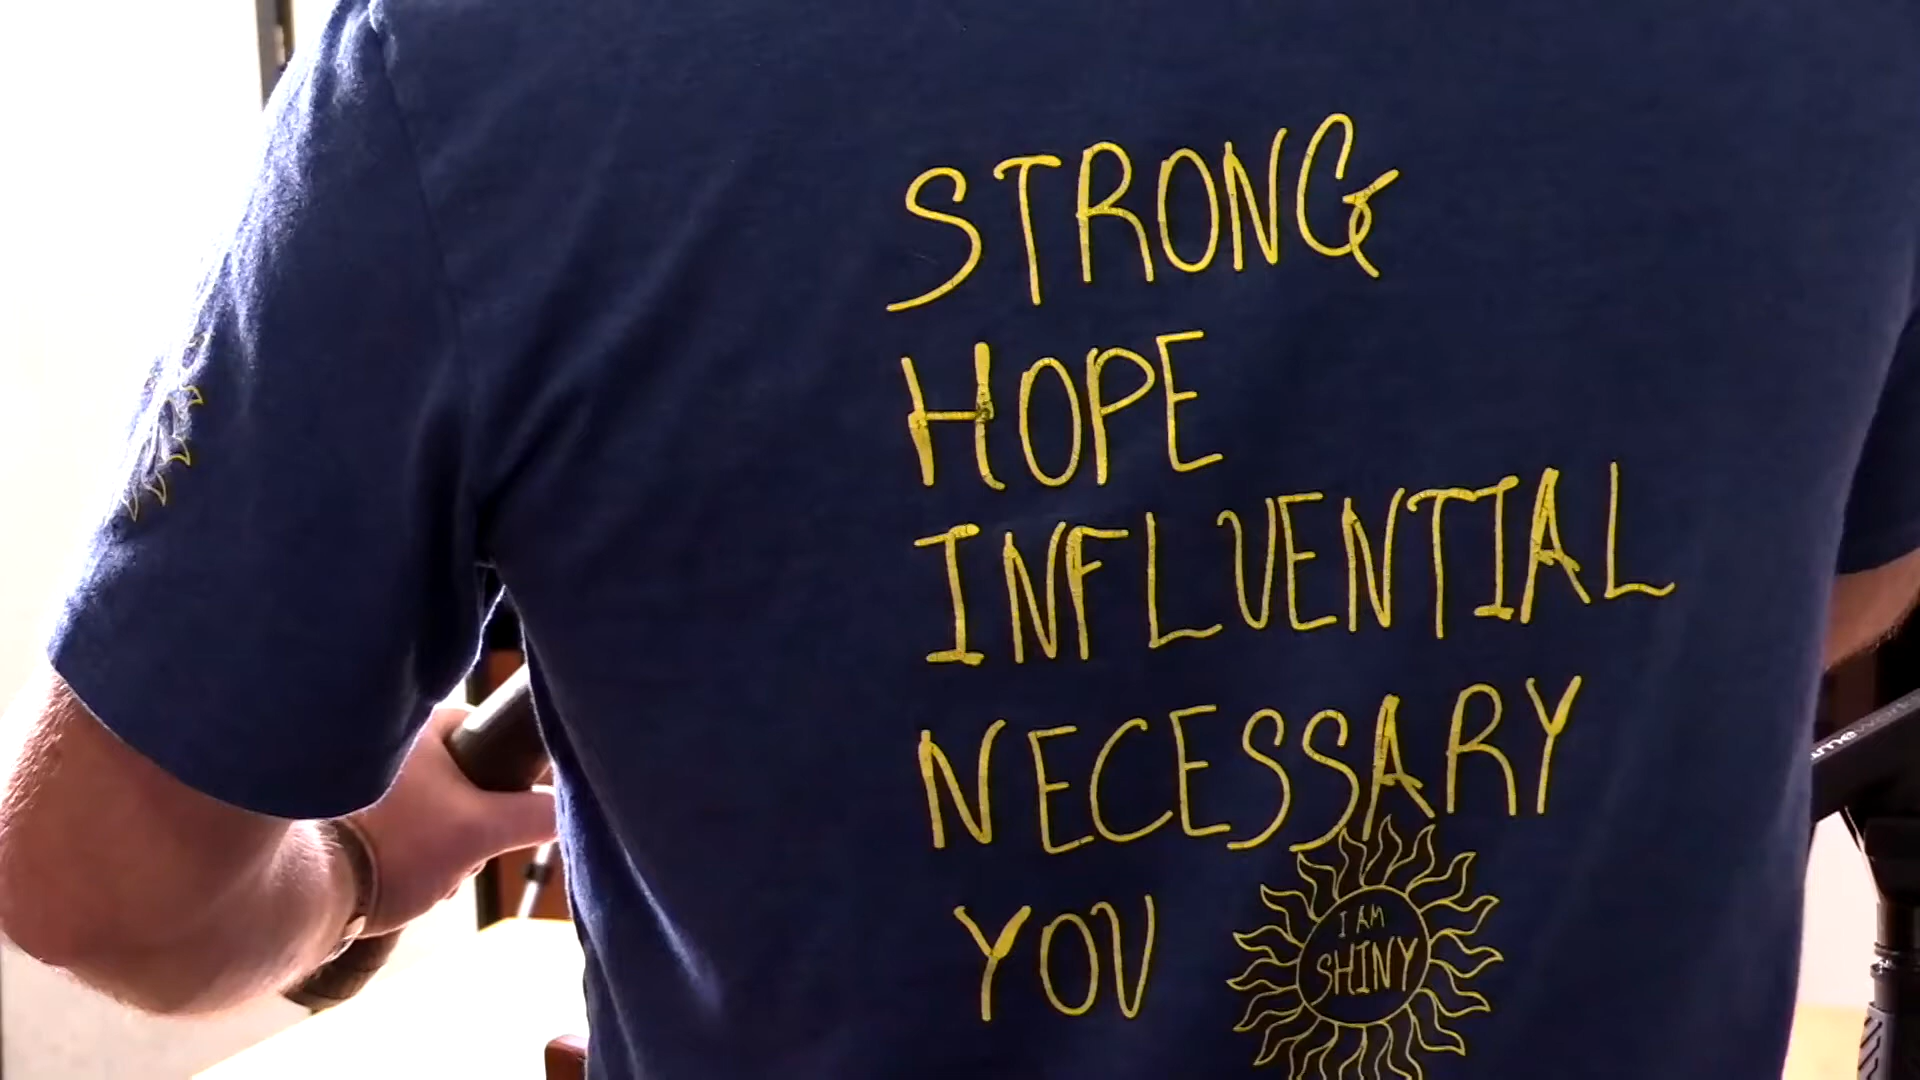 STRONG
HOPE
INFLUENTIAL
NECESSARY
YOU
I AM
SHINY